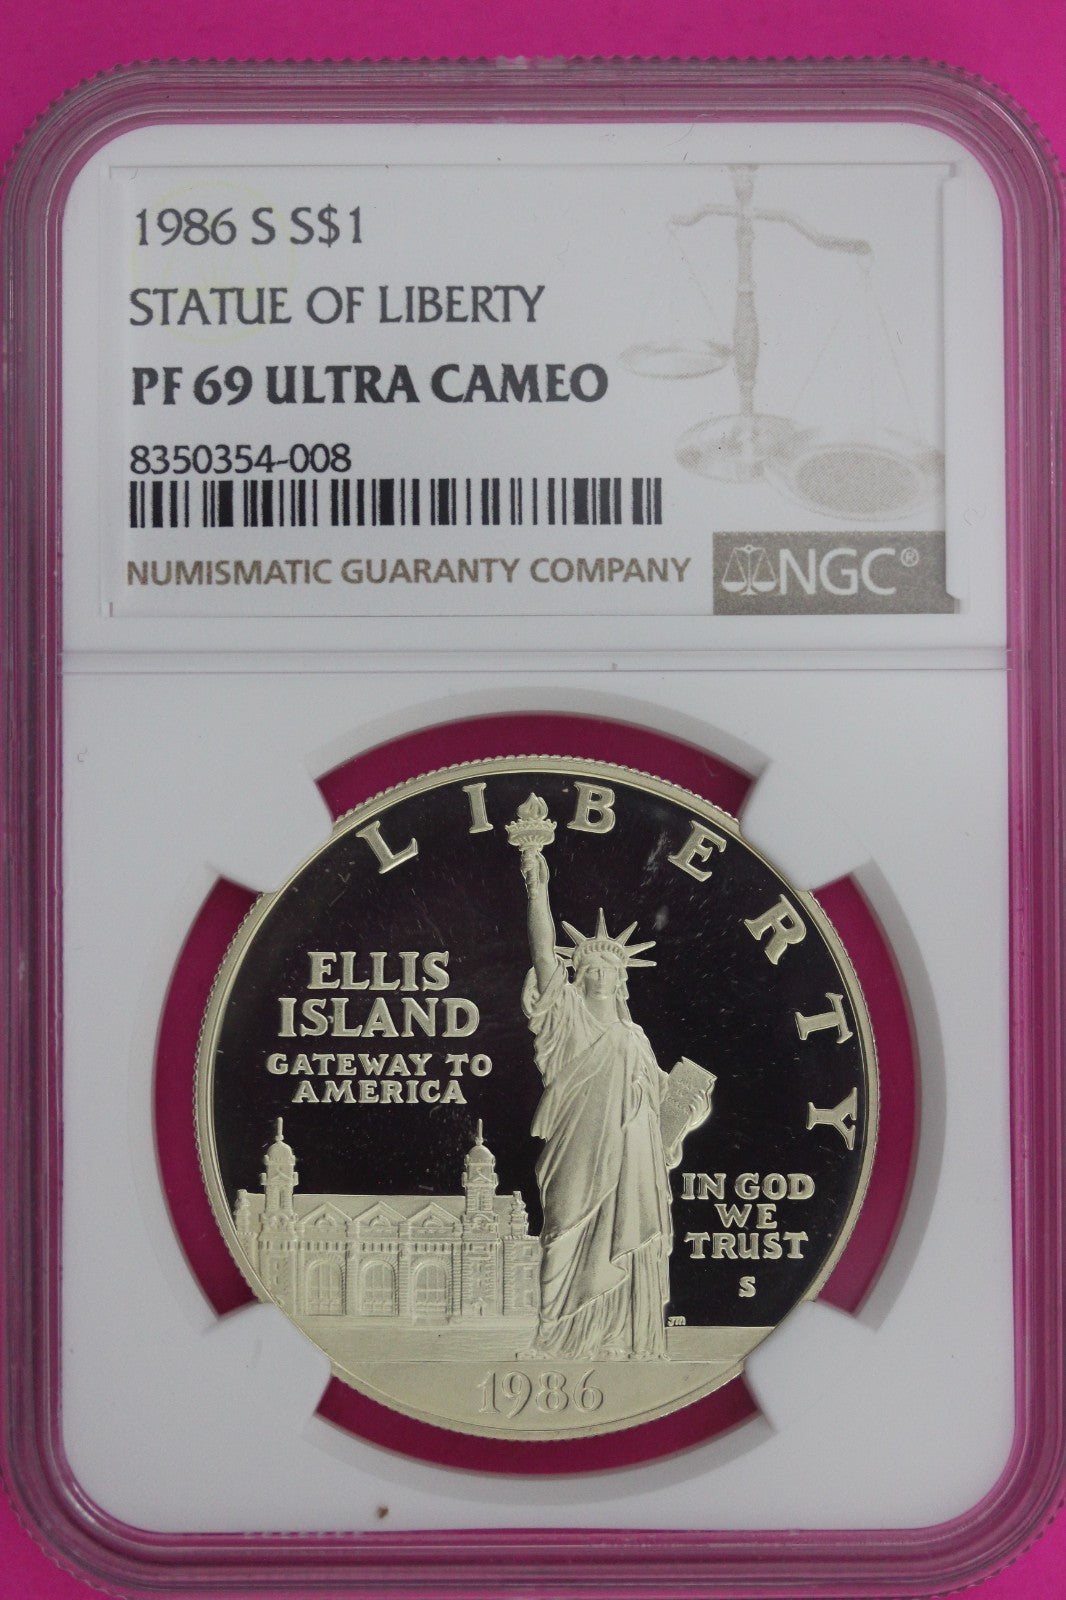 1986 S S$1
STATUE OF LIBERTY
PF 69 ULTRA CAMEO
8350354-008
NUMISMATIC GUARANTY COMPANY
NGC®
LIBERTY
ELLIS
ISLAND
GATEWAY TO
AMERICA
IN GOD
WE
TRUST
S
JM
1986